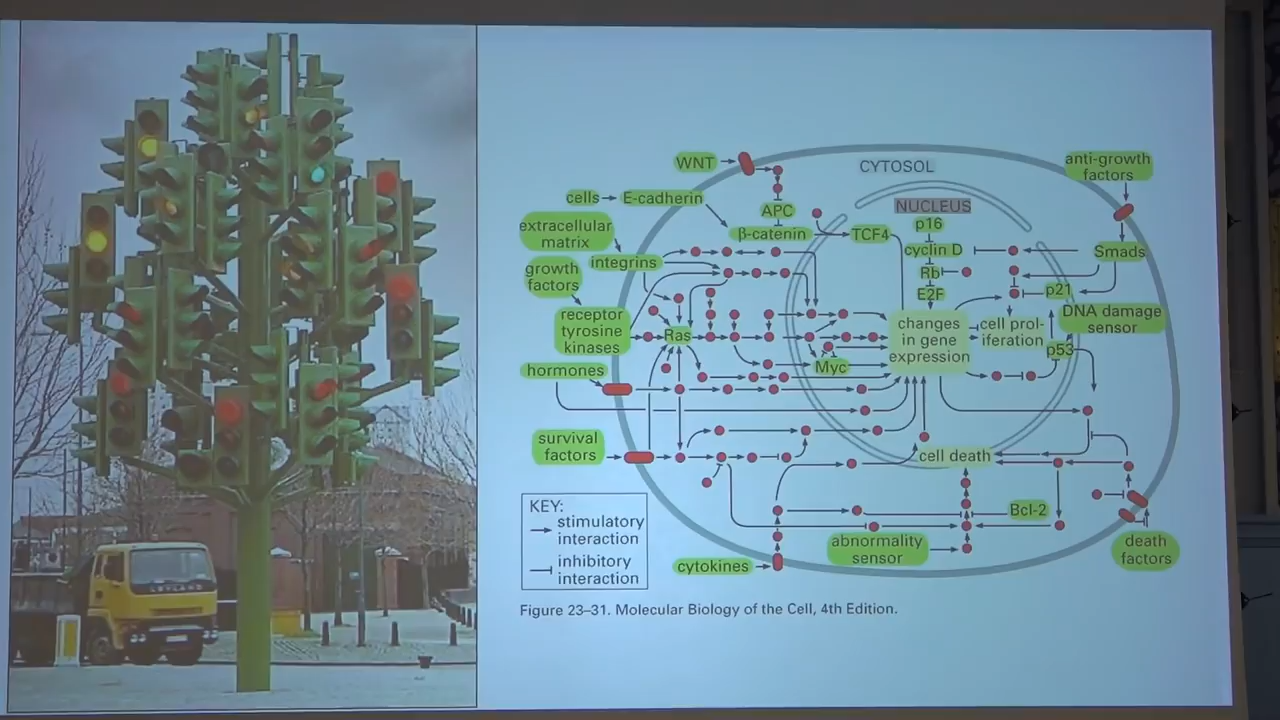 WNT
CYTOSOL
anti-growth
factors
cells
E-cadherin
NUCLEUS
APC
p16
extracellular
matrix
β-catenin
TCF4
cyclin D
Smads
integrins
growth
factors
Rb
E2F
p21
receptor
tyrosine
kinases
Ras
changes
in gene
expression
cell prol-
iferation
DNA damage
sensor
p53
Myc
hormones
survival
factors
cell death
KEY:
stimulatory
interaction
inhibitory
interaction
Bcl-2
abnormality
sensor
death
factors
cytokines
Figure 23–31. Molecular Biology of the Cell, 4th Edition.
LEYLAND